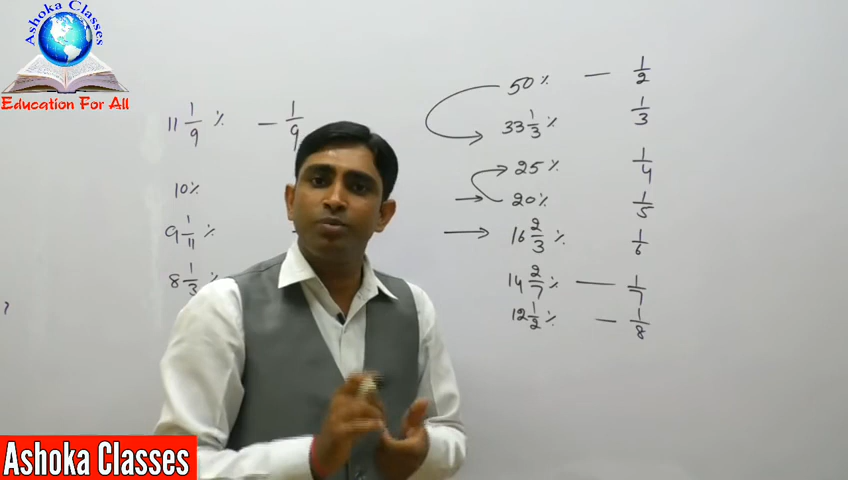 Ashoka Classes
Education For All
11 1/9 % — 1/9
10%
9 1/11 %
8 1/3 %
50% — 1/2
33 1/3 % 1/3
25% 1/4
20% 1/5
16 2/3 % 1/6
14 2/7 % — 1/7
12 1/2 % — 1/8
?
Ashoka Classes